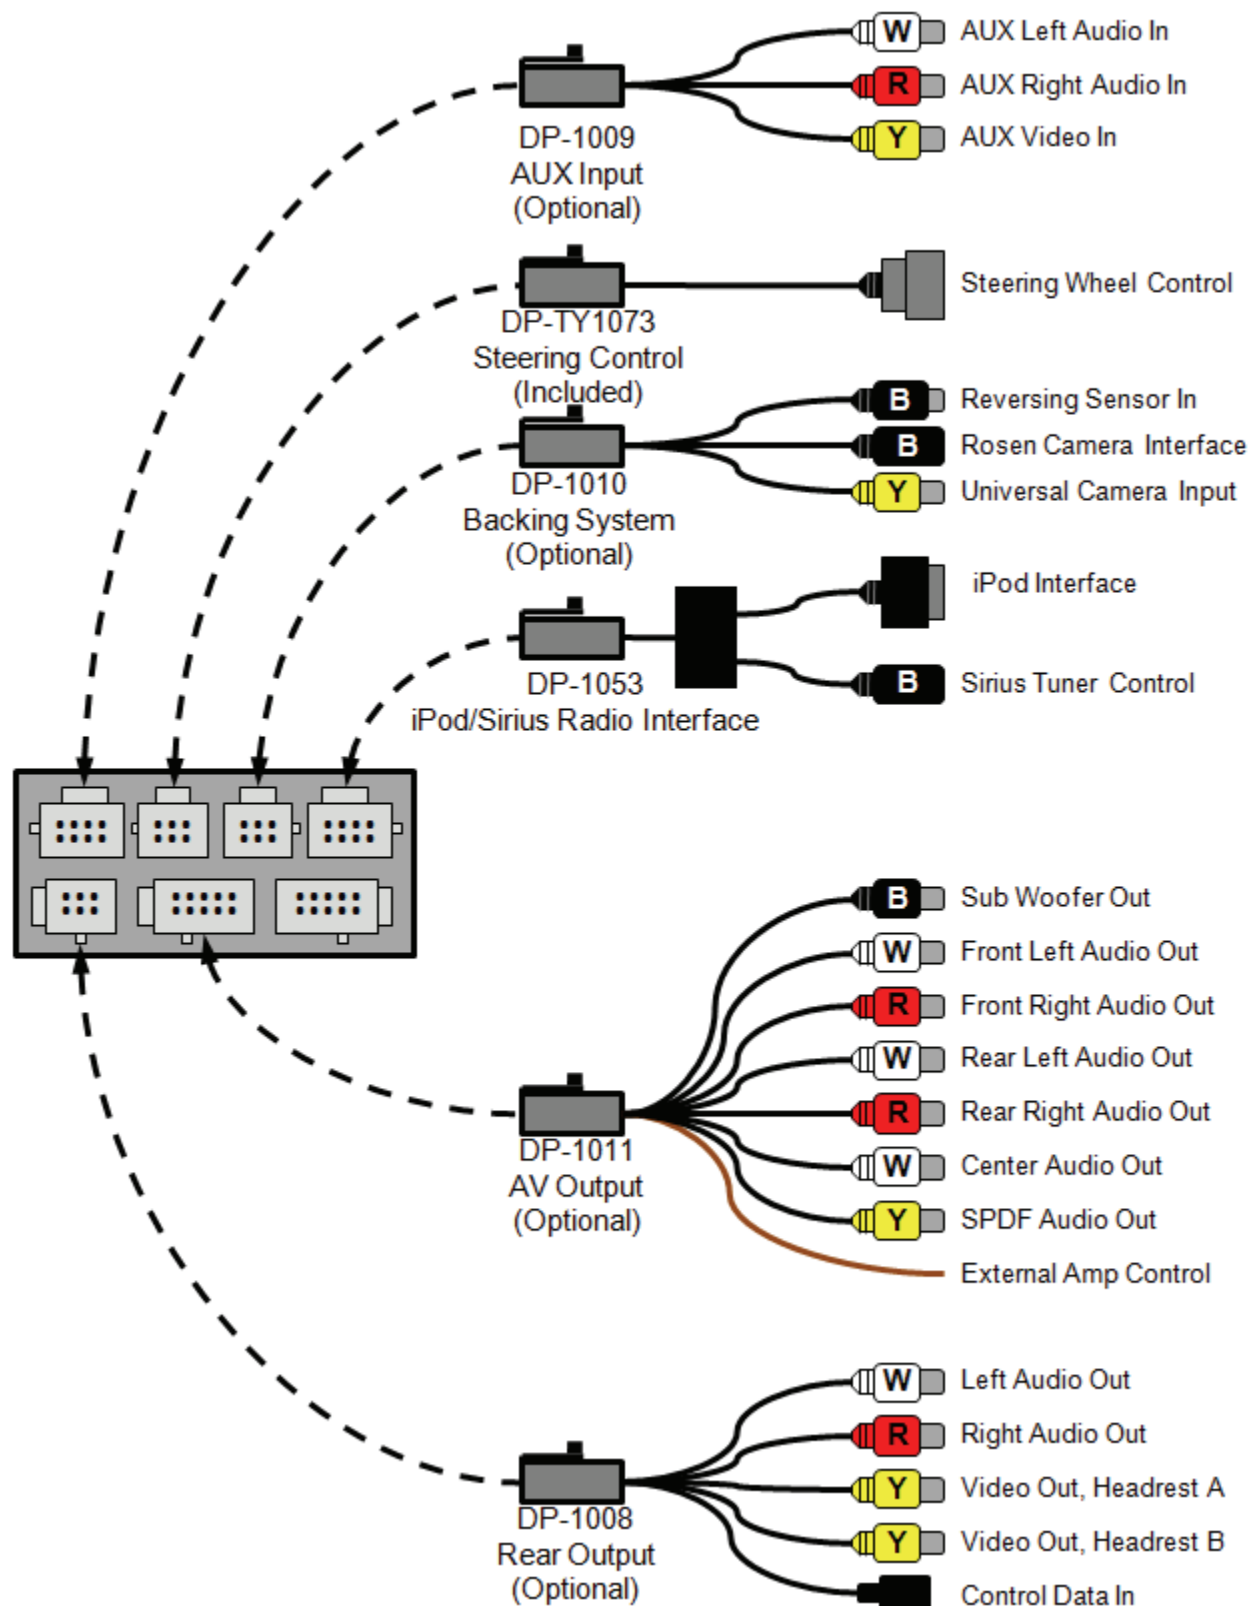 W AUX Left Audio In
R AUX Right Audio In
Y AUX Video In
DP-1009
AUX Input
(Optional)
Steering Wheel Control
DP-TY1073
Steering Control
(Included)
B Reversing Sensor In
B Rosen Camera Interface
Y Universal Camera Input
DP-1010
Backing System
(Optional)
iPod Interface
B Sirius Tuner Control
DP-1053
iPod/Sirius Radio Interface
B Sub Woofer Out
W Front Left Audio Out
R Front Right Audio Out
W Rear Left Audio Out
R Rear Right Audio Out
W Center Audio Out
Y SPDF Audio Out
External Amp Control
DP-1011
AV Output
(Optional)
W Left Audio Out
R Right Audio Out
Y Video Out, Headrest A
Y Video Out, Headrest B
Control Data In
DP-1008
Rear Output
(Optional)